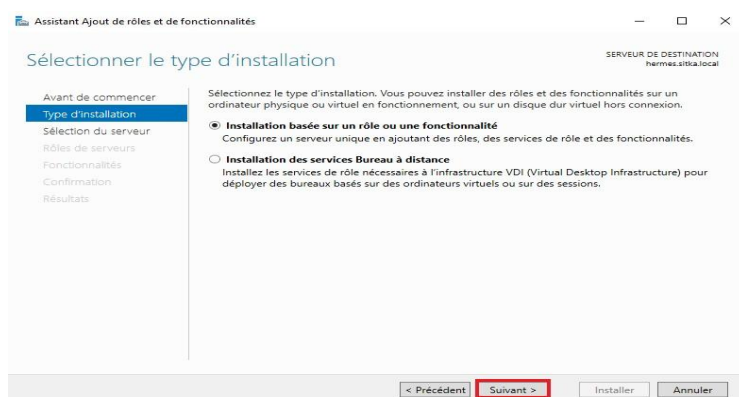 Assistant Ajout de rôles et de fonctionnalités
Sélectionner le type d'installation
SERVEUR DE DESTINATION
hermes.sitka.local
Avant de commencer
Type d'installation
Sélection du serveur
Rôles de serveurs
Fonctionnalités
Confirmation
Résultats
Sélectionnez le type d'installation. Vous pouvez installer des rôles et des fonctionnalités sur un
ordinateur physique ou virtuel en fonctionnement, ou sur un disque dur virtuel hors connexion.
Installation basée sur un rôle ou une fonctionnalité
Configurez un serveur unique en ajoutant des rôles, des services de rôle et des fonctionnalités.
Installation des services Bureau à distance
Installez les services de rôle nécessaires à l'infrastructure VDI (Virtual Desktop Infrastructure) pour
déployer des bureaux basés sur des ordinateurs virtuels ou sur des sessions.
< Précédent Suivant > Installer Annuler